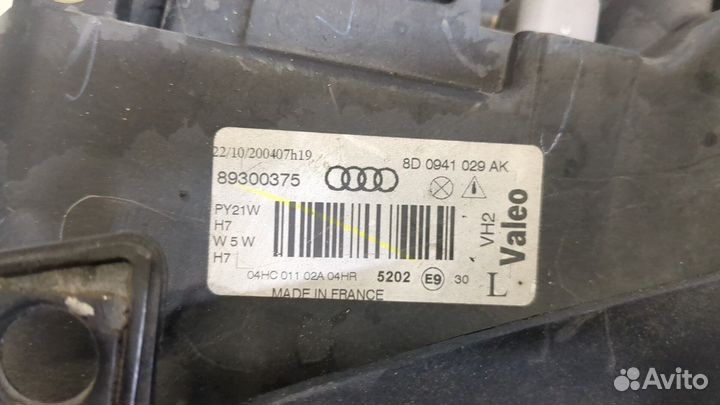 22/10/200407h19
8D 0941 029 AK
89300375
PY21W
H7
W 5 W
H7
VH2
Valeo
04HC 011 02A 04HR 5202 E9 30 L
MADE IN FRANCE
Avito